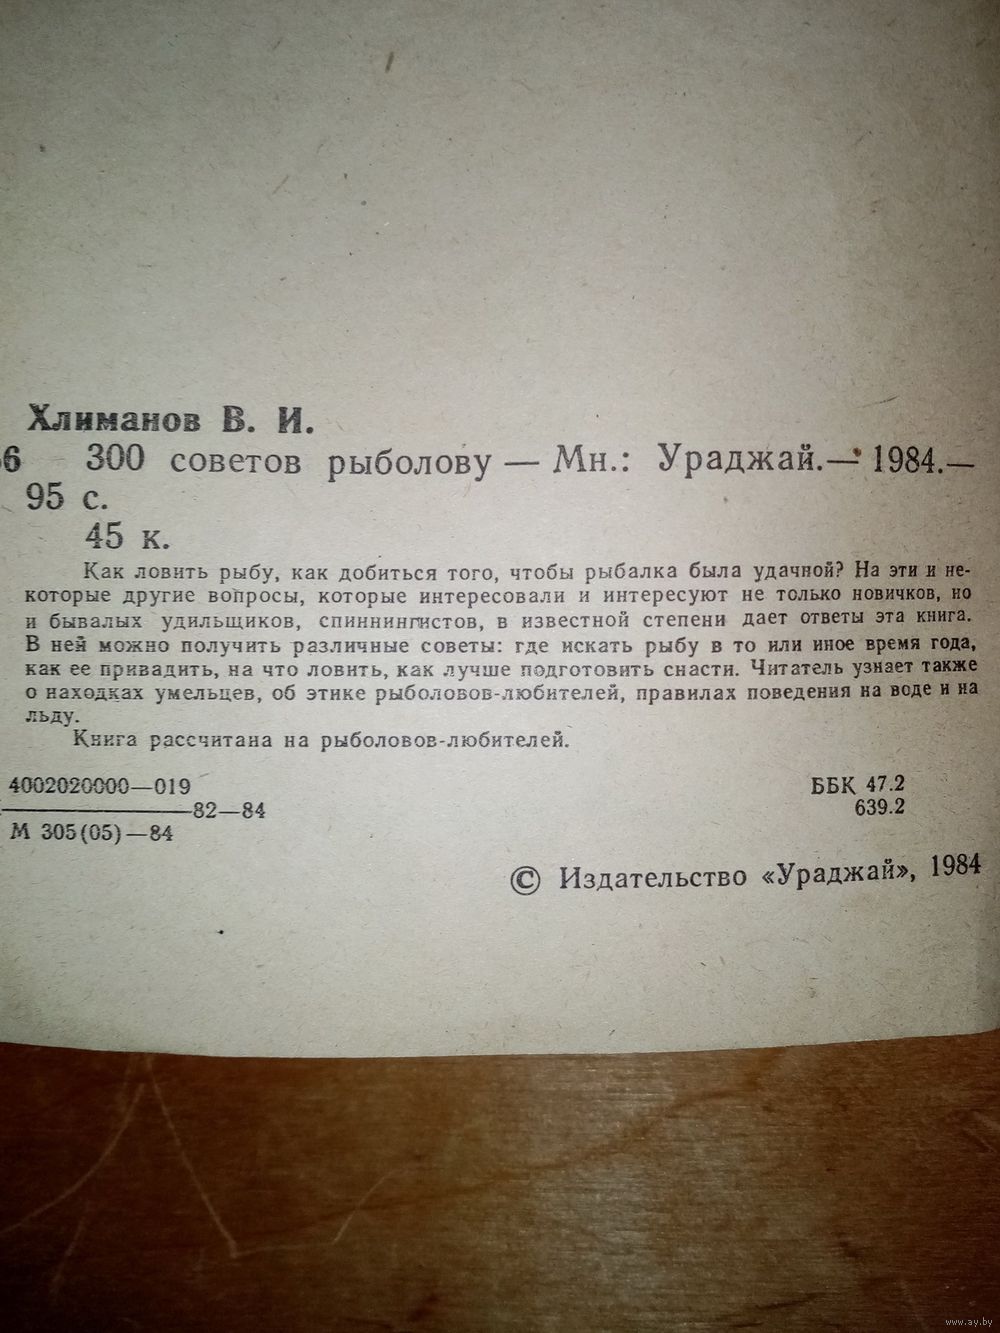 Хлиманов В. И.
6 300 советов рыболову — Мн.: Ураджай.— 1984.—
95 с.
45 к.
Как ловить рыбу, как добиться того, чтобы рыбалка была удачной? На эти и не-
которые другие вопросы, которые интересовали и интересуют не только новичков, но
и бывалых удильщиков, спиннингистов, в известной степени дает ответы эта книга.
В ней можно получить различные советы: где искать рыбу в то или иное время года,
как ее привадить, на что ловить, как лучше подготовить снасти. Читатель узнает также
о находках умельцев, об этике рыболовов-любителей, правилах поведения на воде и на
льду.
Книга рассчитана на рыболовов-любителей.
4002020000—019
82—84
М 305(05)—84
ББК 47.2
639.2
© Издательство «Ураджай», 1984
www.ay.by